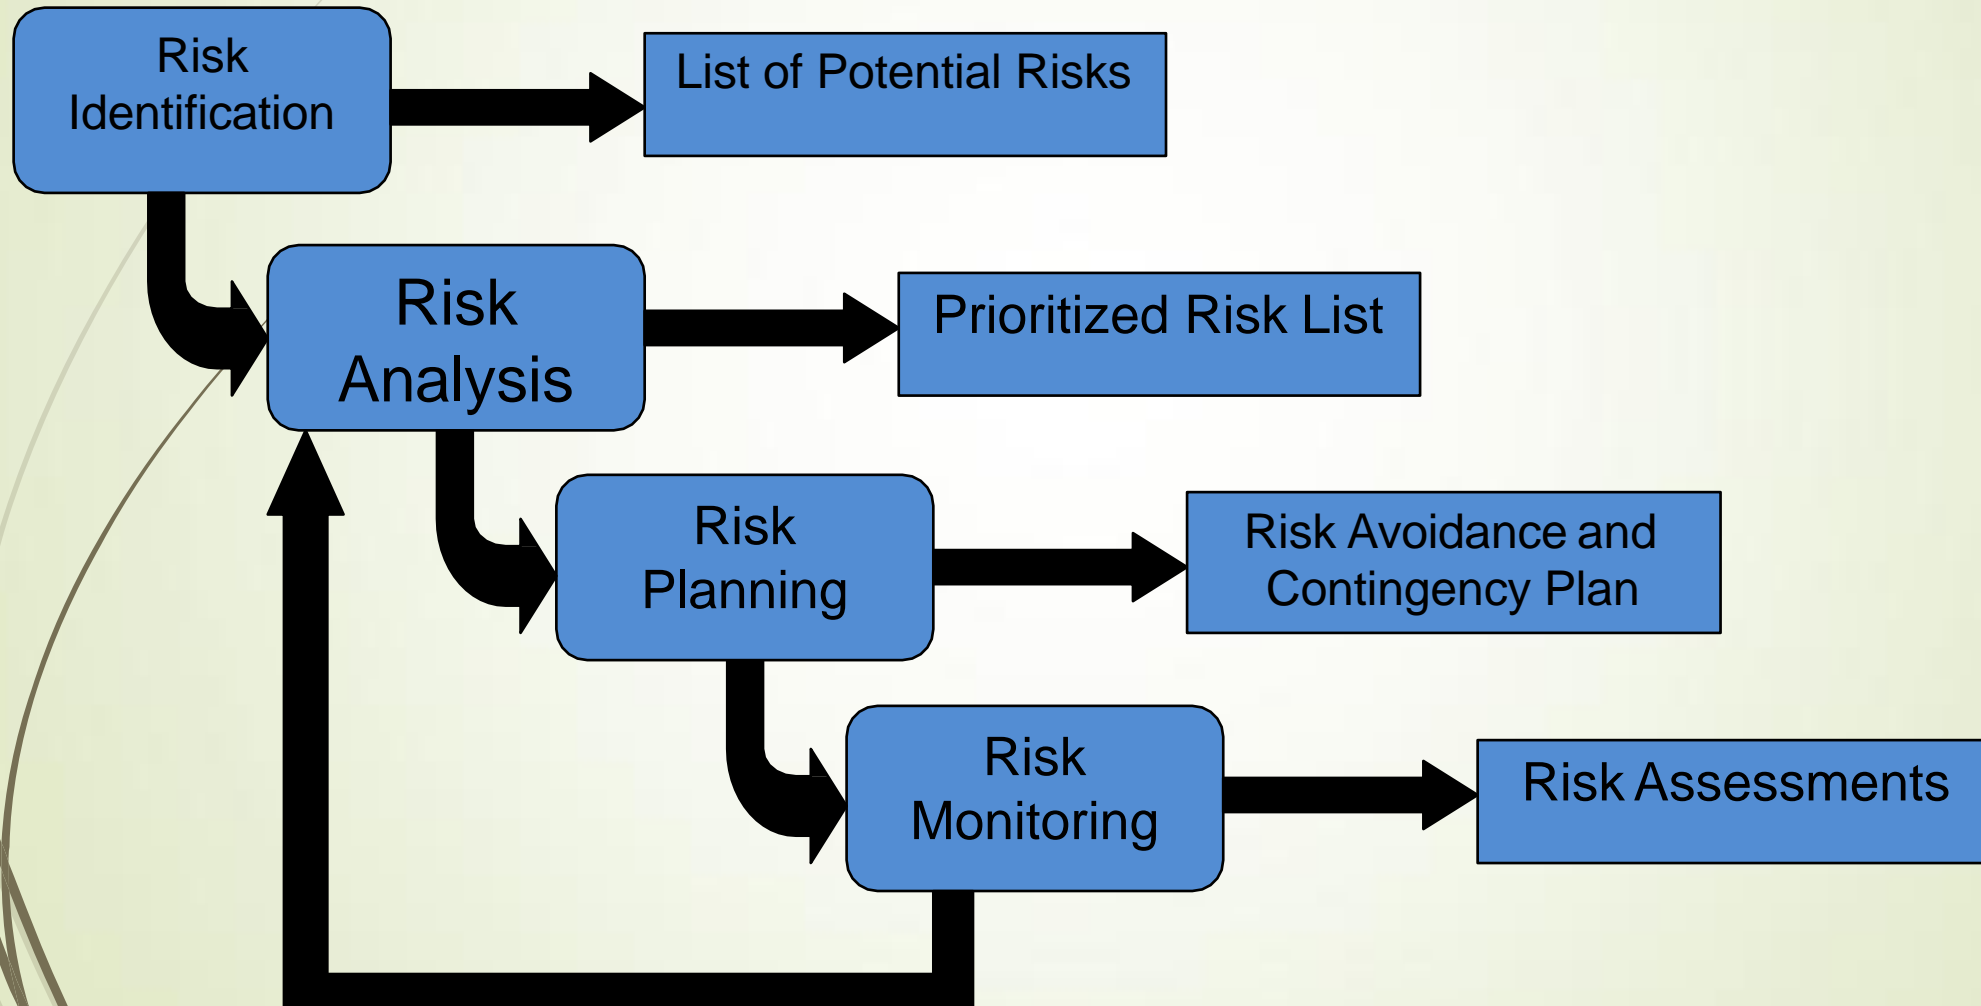 Risk
Identification
List of Potential Risks
Risk
Analysis
Prioritized Risk List
Risk
Planning
Risk Avoidance and
Contingency Plan
Risk
Monitoring
Risk Assessments